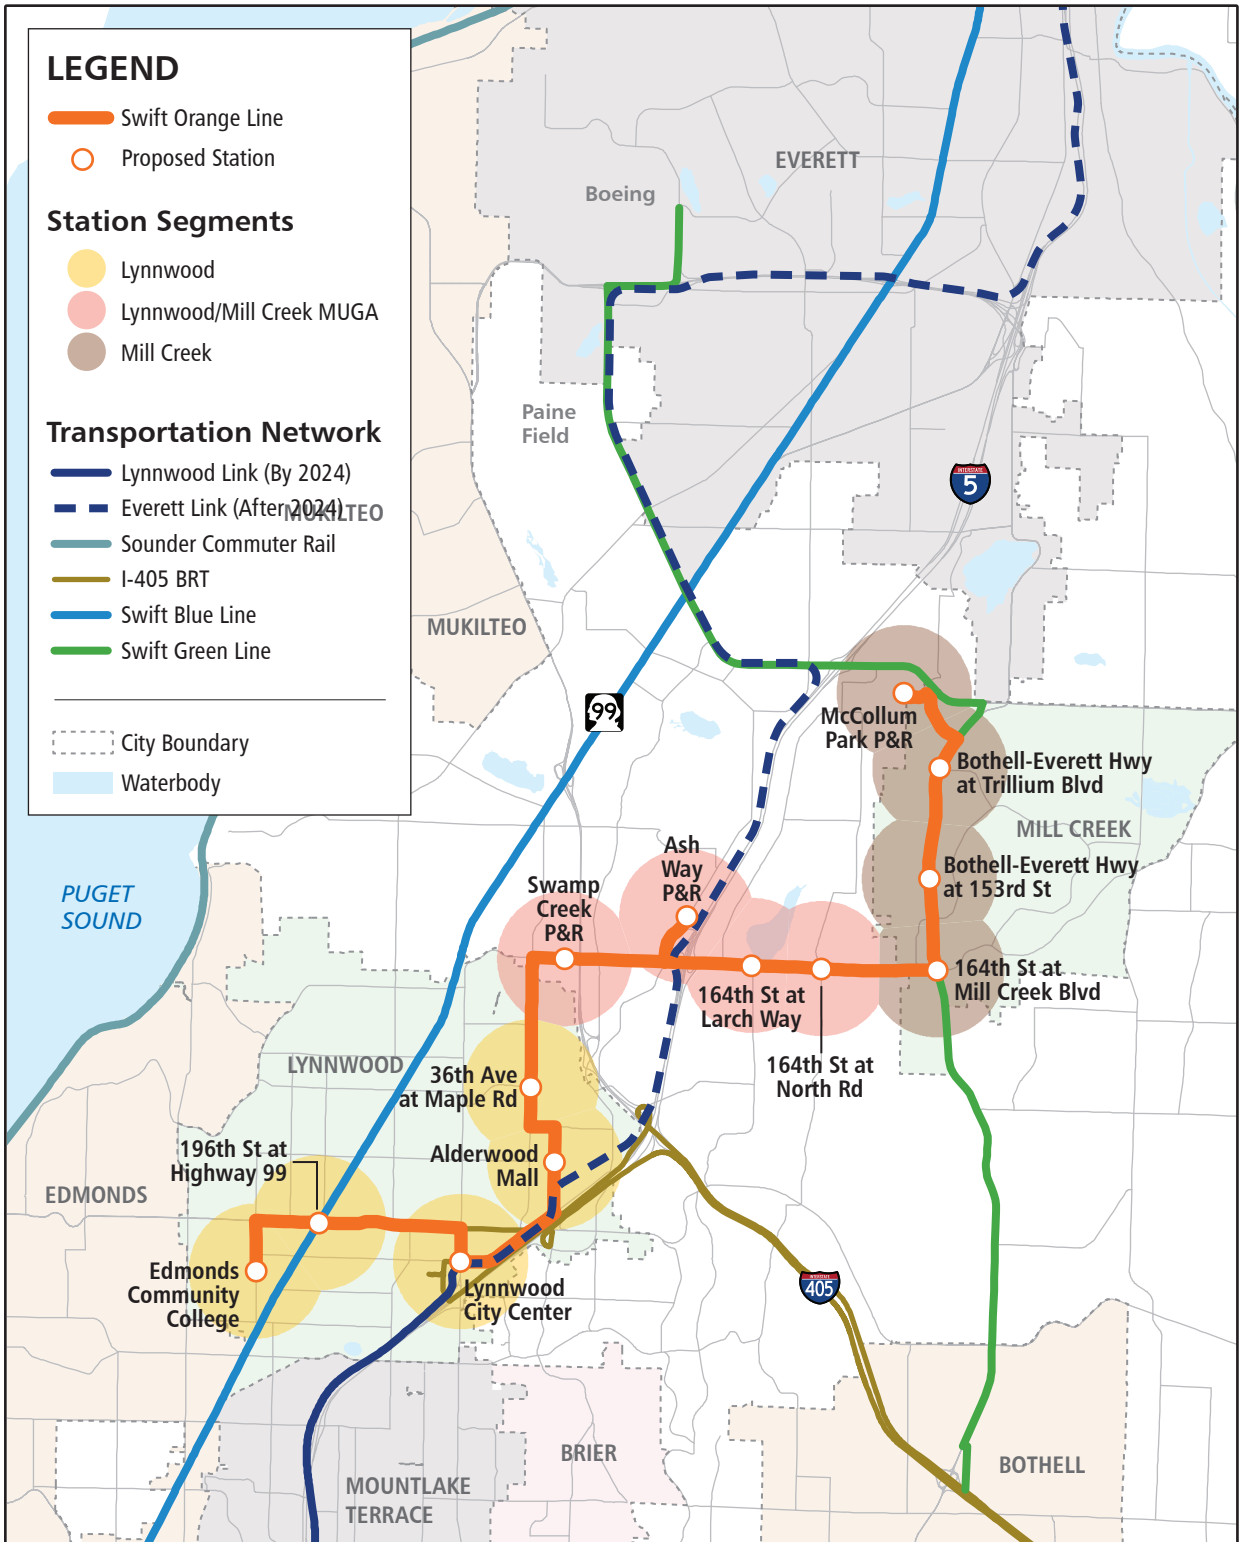 LEGEND
Swift Orange Line
Proposed Station
Station Segments
Lynnwood
Lynnwood/Mill Creek MUGA
Mill Creek
Transportation Network
Lynnwood Link (By 2024)
Everett Link (After 2024)
Sounder Commuter Rail
I-405 BRT
Swift Blue Line
Swift Green Line
City Boundary
Waterbody
MUKILTEO
EVERETT
Boeing
Paine
Field
INTERSTATE
5
MUKILTEO
99
McCollum
Park P&R
Bothell-Everett Hwy
at Trillium Blvd
MILL CREEK
Bothell-Everett Hwy
at 153rd St
Ash
Way
P&R
Swamp
Creek
P&R
PUGET
SOUND
164th St at
Mill Creek Blvd
164th St at
Larch Way
164th St at
North Rd
LYNNWOOD
36th Ave
at Maple Rd
Alderwood
Mall
196th St at
Highway 99
EDMONDS
Edmonds
Community
College
Lynnwood
City Center
INTERSTATE
405
BRIER
MOUNTLAKE
TERRACE
BOTHELL